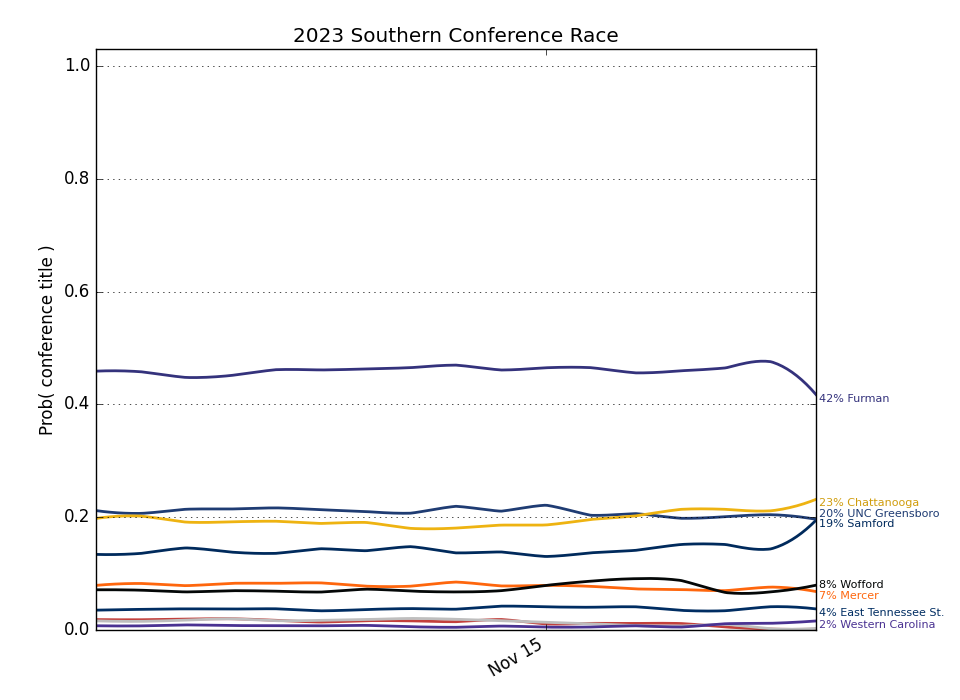 2023 Southern Conference Race
1.0
0.8
0.6
0.4
0.2
0.0
Prob( conference title )
Nov 15
42% Furman
23% Chattanooga
20% UNC Greensboro
19% Samford
8% Wofford
7% Mercer
4% East Tennessee St.
2% Western Carolina